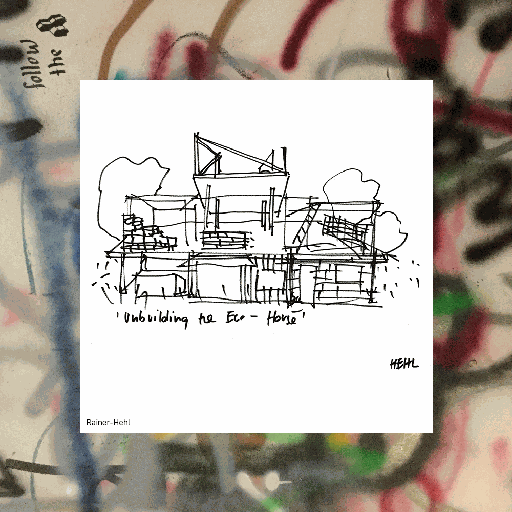 follow
the
'Unbuilding the Eco - House'
HEHL
Rainer-Hehl